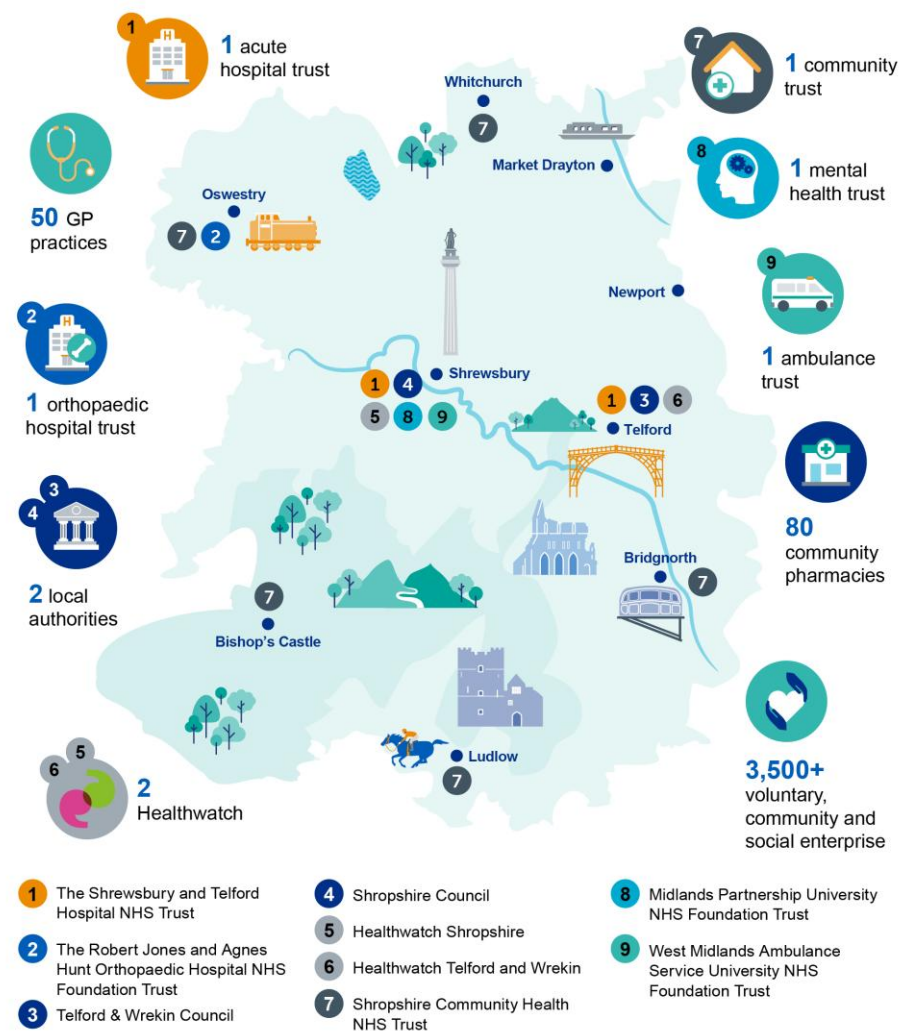 1
1 acute
hospital trust
7
1 community
trust
Whitchurch
7
50 GP
practices
Market Drayton
8
1 mental
health trust
Oswestry
7 2
9
1 ambulance
trust
Newport
2
1 orthopaedic
hospital trust
Shrewsbury
1 4
5 8 9
1 3 6
Telford
3
4
2 local
authorities
80
community
pharmacies
Bridgnorth
7
7
Bishop's Castle
Ludlow
7
5
6
2
Healthwatch
3,500+
voluntary,
community and
social enterprise
1 The Shrewsbury and Telford
Hospital NHS Trust
2 The Robert Jones and Agnes
Hunt Orthopaedic Hospital NHS
Foundation Trust
3 Telford & Wrekin Council
4 Shropshire Council
5 Healthwatch Shropshire
6 Healthwatch Telford and Wrekin
7 Shropshire Community Health
NHS Trust
8 Midlands Partnership University
NHS Foundation Trust
9 West Midlands Ambulance
Service University NHS
Foundation Trust
H
H